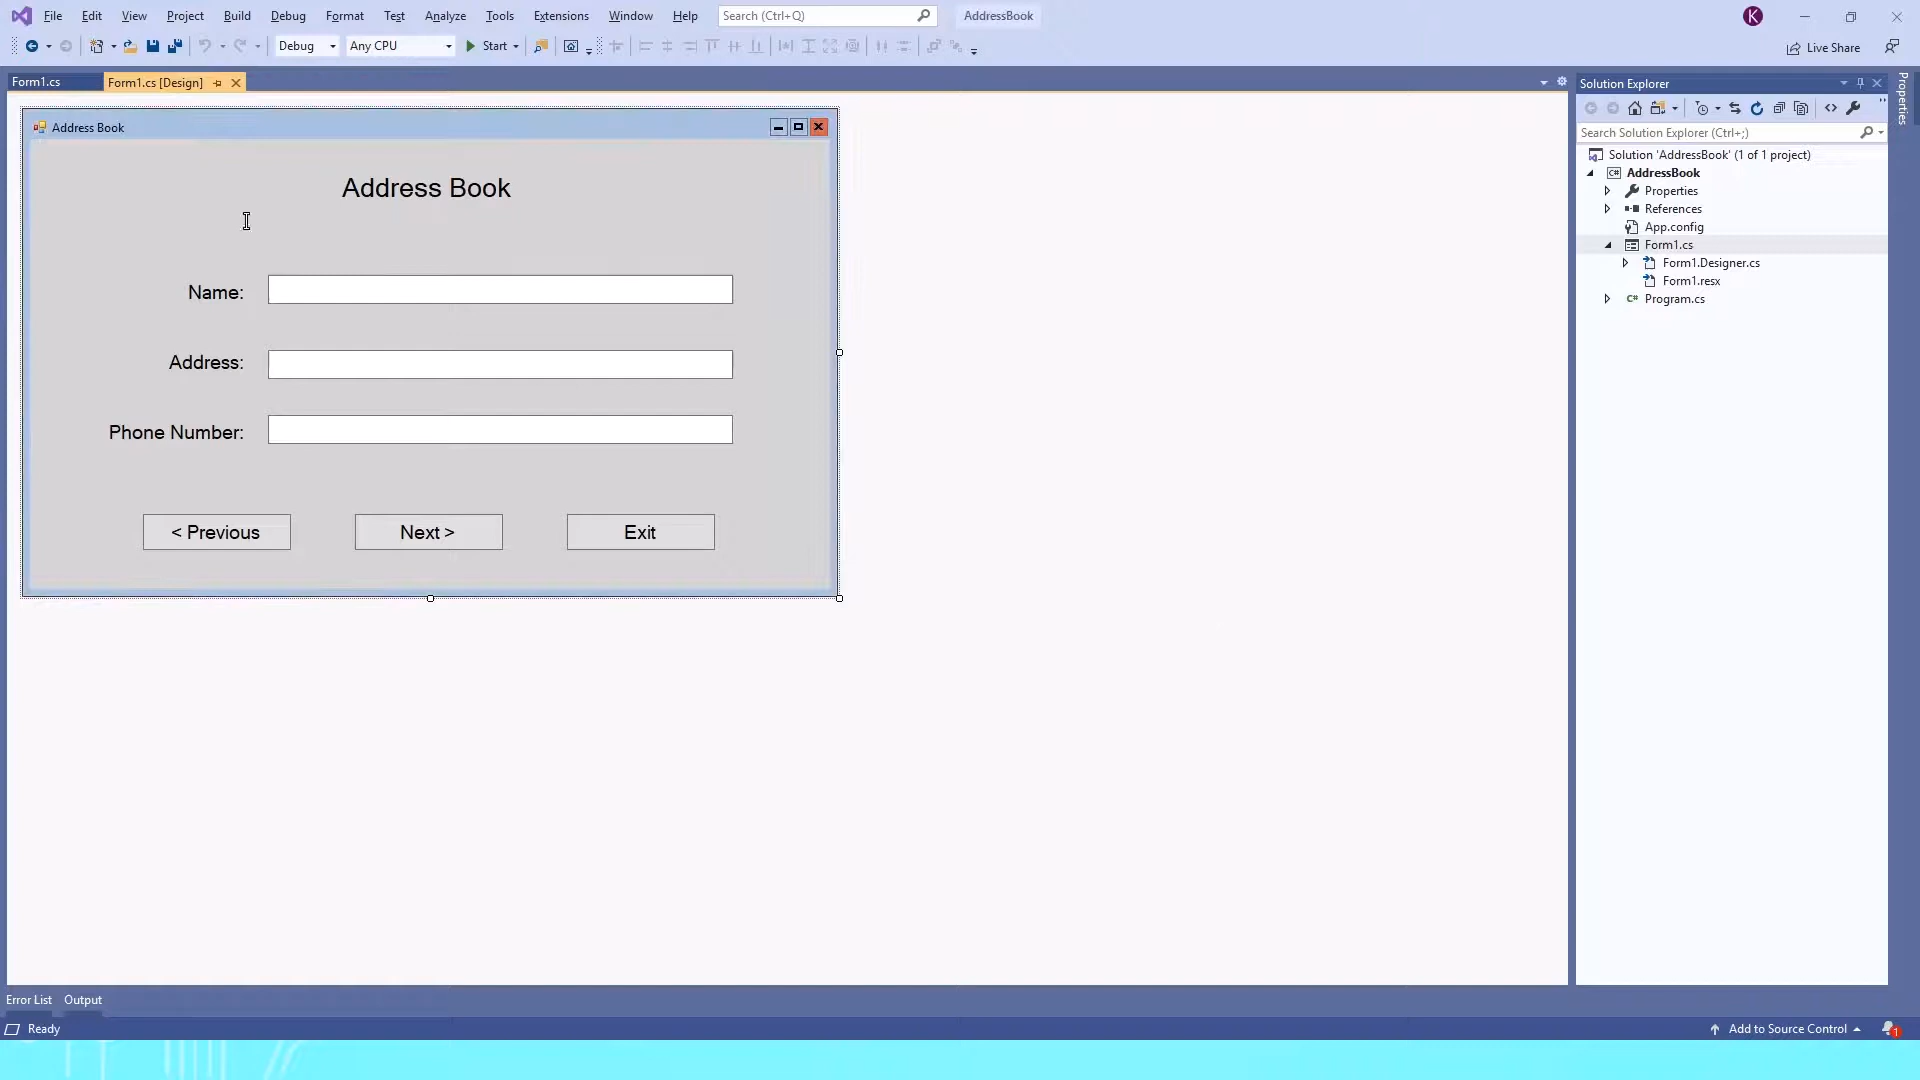 File Edit View Project Build Debug Format Test Analyze Tools Extensions Window Help Search (Ctrl+Q) AddressBook K
Debug Any CPU Start Live Share
Form1.cs Form1.cs [Design]
Address Book
Address Book
Name:
Address:
Phone Number:
< Previous Next > Exit
Solution Explorer
Search Solution Explorer (Ctrl+;)
Solution 'AddressBook' (1 of 1 project)
C# AddressBook
Properties
References
App.config
Form1.cs
Form1.Designer.cs
Form1.resx
C# Program.cs
Properties
Error List Output
Ready Add to Source Control 1